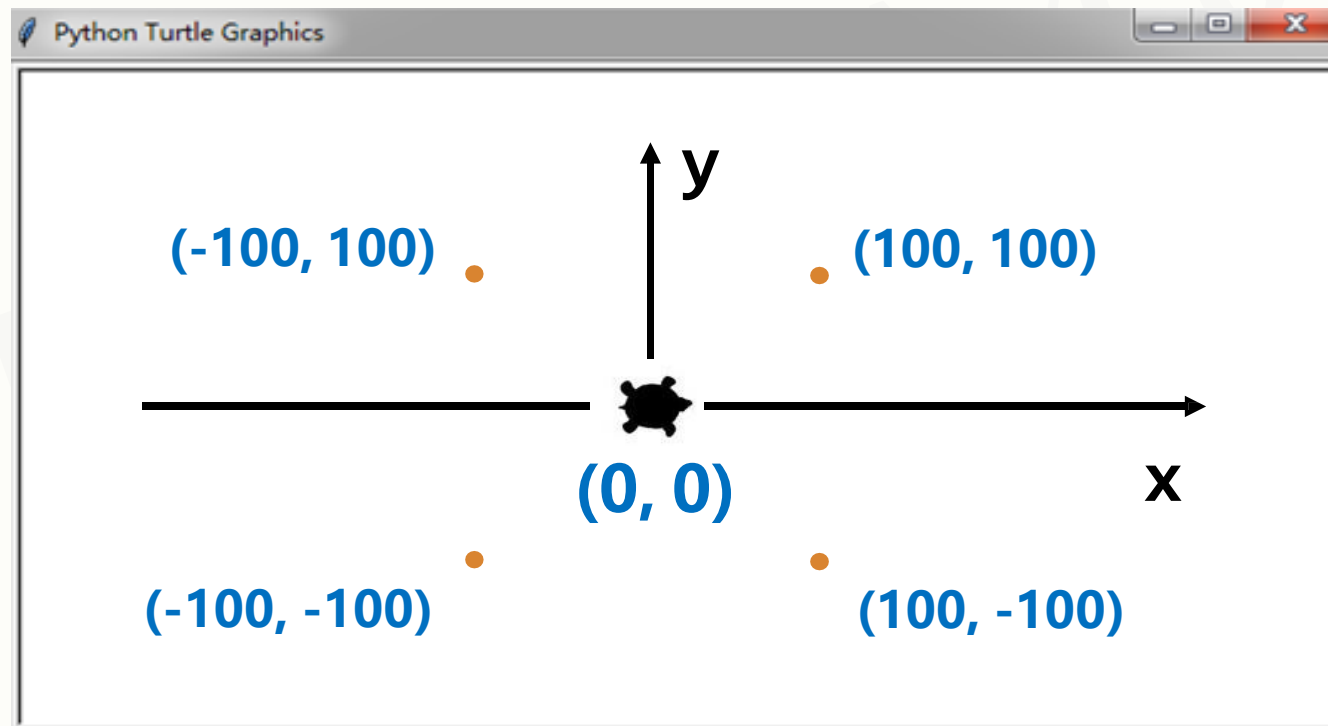 Python Turtle Graphics
y
(-100, 100)
(100, 100)
(0, 0)
x
(-100, -100)
(100, -100)